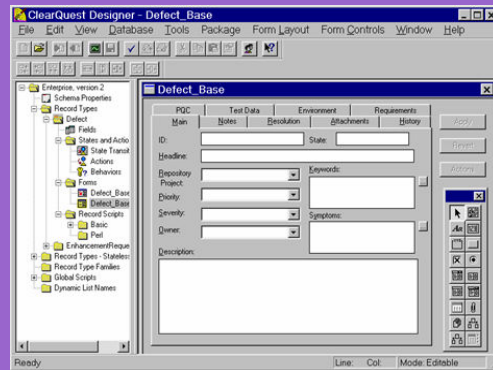 ClearQuest Designer - Defect_Base
File Edit View Database Tools Package Form Layout Form Controls Window Help
Enterprise, version 2
Schema Properties
Record Types
Defect
Fields
States and Actio
State Transit
Actions
Behaviors
Forms
Defect_Base
Defect_Base
Record Scripts
Basic
Perl
EnhancementReque
Record Types - Stateless
Record Type Families
Global Scripts
Dynamic List Names
Defect_Base
PQC Test Data Environment Requirements
Main Notes Resolution Attachments History
ID: State:
Headline:
Repository Project:
Keywords:
Priority:
Severity:
Symptoms:
Owner:
Description:
Apply
Revert
Actions
Aa
Ready Line: Col: Mode: Editable